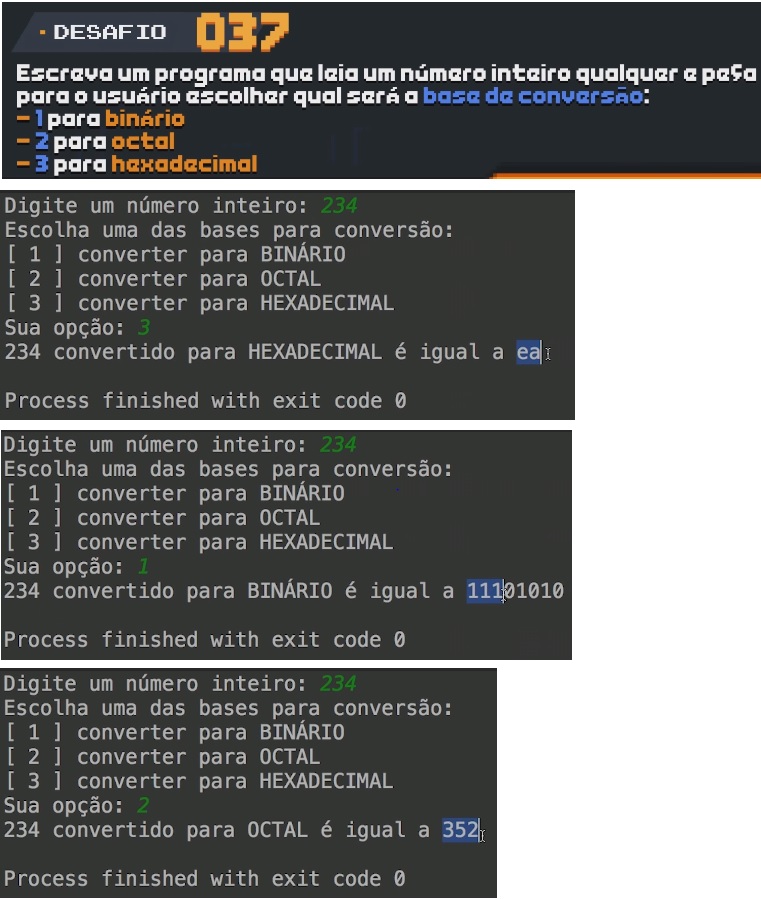 DESAFIO 037
Escreva um programa que leia um número inteiro qualquer e peça
para o usuário escolher qual será a base de conversão:
- 1 para binário
- 2 para octal
- 3 para hexadecimal
Digite um número inteiro: 234
Escolha uma das bases para conversão:
[ 1 ] converter para BINÁRIO
[ 2 ] converter para OCTAL
[ 3 ] converter para HEXADECIMAL
Sua opção: 3
234 convertido para HEXADECIMAL é igual a ea
Process finished with exit code 0
Digite um número inteiro: 234
Escolha uma das bases para conversão:
[ 1 ] converter para BINÁRIO
[ 2 ] converter para OCTAL
[ 3 ] converter para HEXADECIMAL
Sua opção: 1
234 convertido para BINÁRIO é igual a 11101010
Process finished with exit code 0
Digite um número inteiro: 234
Escolha uma das bases para conversão:
[ 1 ] converter para BINÁRIO
[ 2 ] converter para OCTAL
[ 3 ] converter para HEXADECIMAL
Sua opção: 2
234 convertido para OCTAL é igual a 352
Process finished with exit code 0